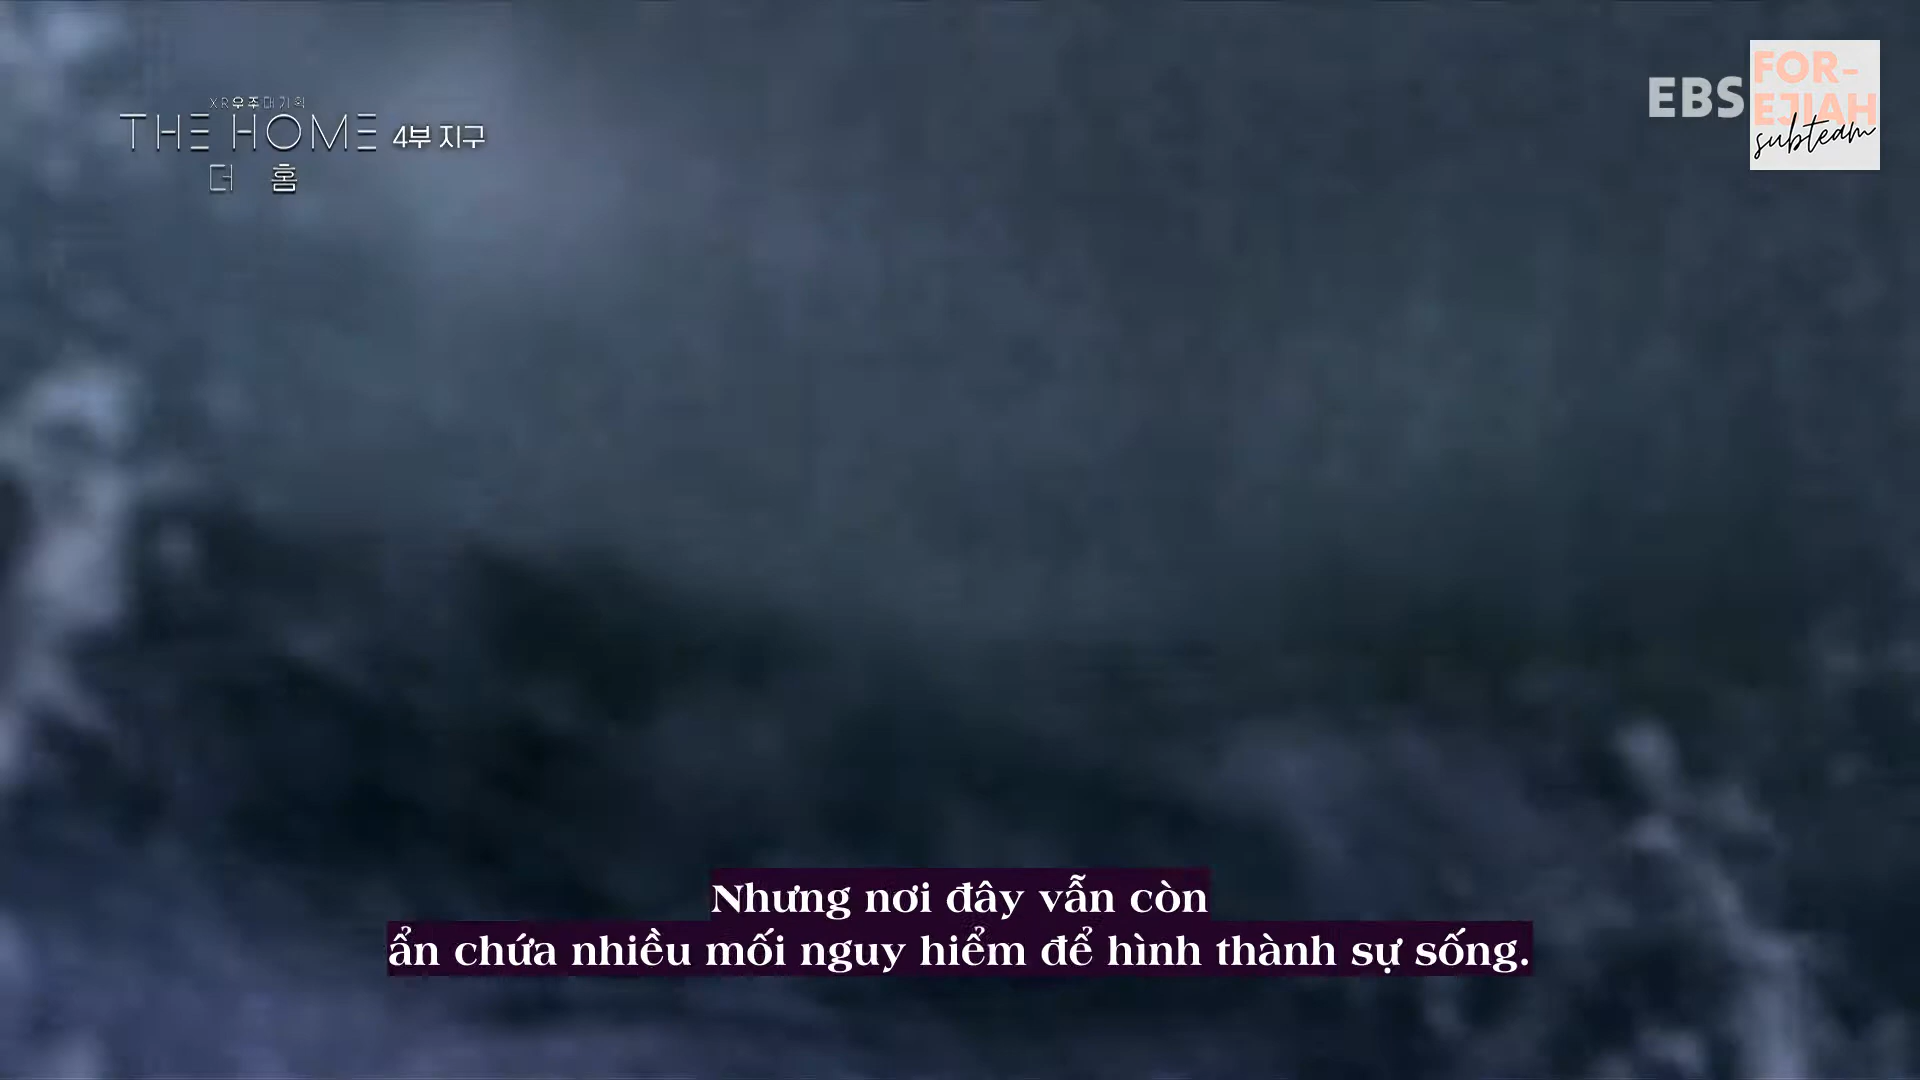 XR우주대기획
THE HOME 4부 지구
더 홈
EBS
FOR-
EJIAH
subteam
Nhưng nơi đây vẫn còn
ẩn chứa nhiều mối nguy hiểm để hình thành sự sống.